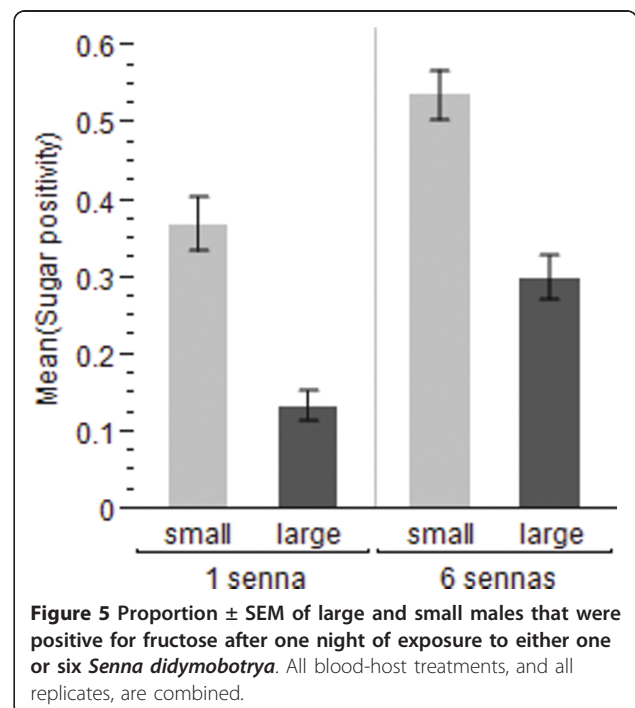 Mean(Sugar positivity)
0.6
0.5
0.4
0.3
0.2
0.1
0
small large small large
1 senna 6 sennas
Figure 5 Proportion ± SEM of large and small males that were
positive for fructose after one night of exposure to either one
or six Senna didymobotrya. All blood-host treatments, and all
replicates, are combined.